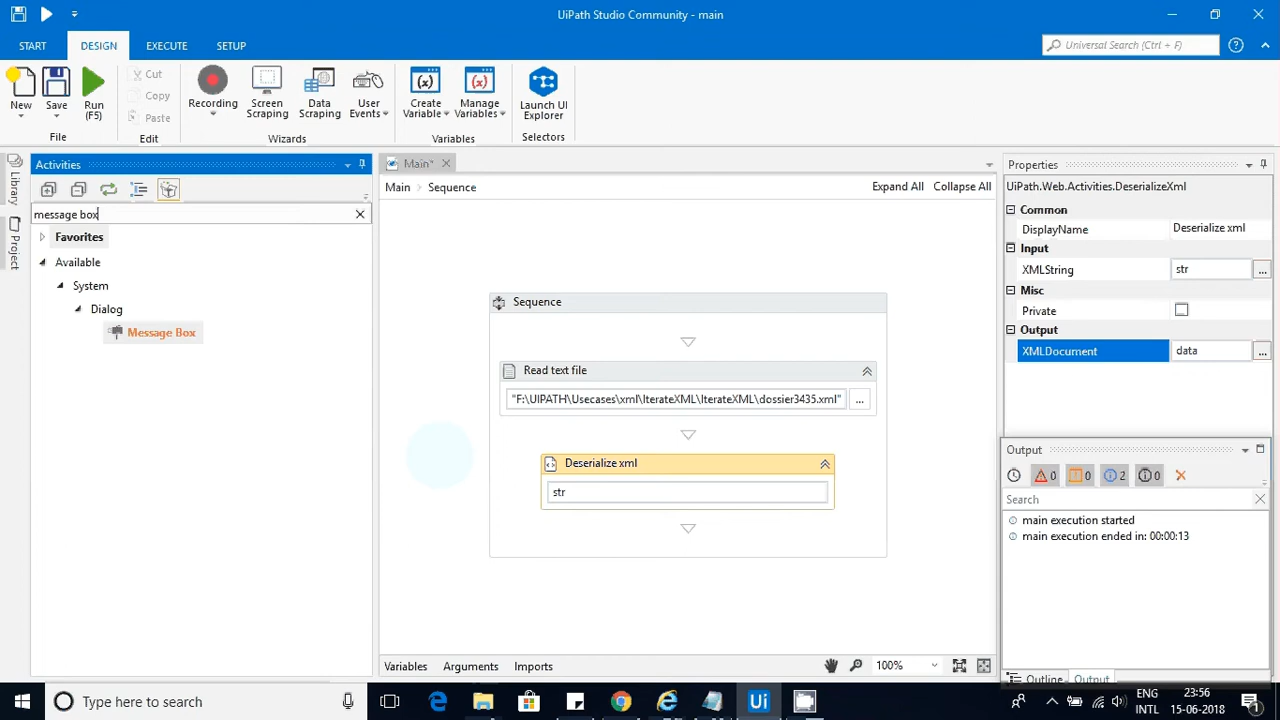 UiPath Studio Community - main
START DESIGN EXECUTE SETUP
Universal Search (Ctrl + F)
New Save Run (F5)
Cut
Copy
Paste
Recording Screen Scraping Data Scraping User Events
Create Variable Manage Variables Launch UI Explorer
File Edit Wizards Variables Selectors
Library
Project
Activities
message box
Favorites
Available
System
Dialog
Message Box
Main*
Main > Sequence
Expand All Collapse All
Sequence
Read text file
"F:\UIPATH\Usecases\xml\IterateXML\IterateXML\dossier3435.xml" ...
Deserialize xml
str
Variables Arguments Imports
100%
Properties
UiPath.Web.Activities.DeserializeXml
Common
DisplayName Deserialize xml
Input
XMLString str ...
Misc
Private
Output
XMLDocument data ...
Output
0 0 2 0
Search
main execution started
main execution ended in: 00:00:13
Outline Output
Type here to search
Ui
ENG
INTL
23:56
15-06-2018
1